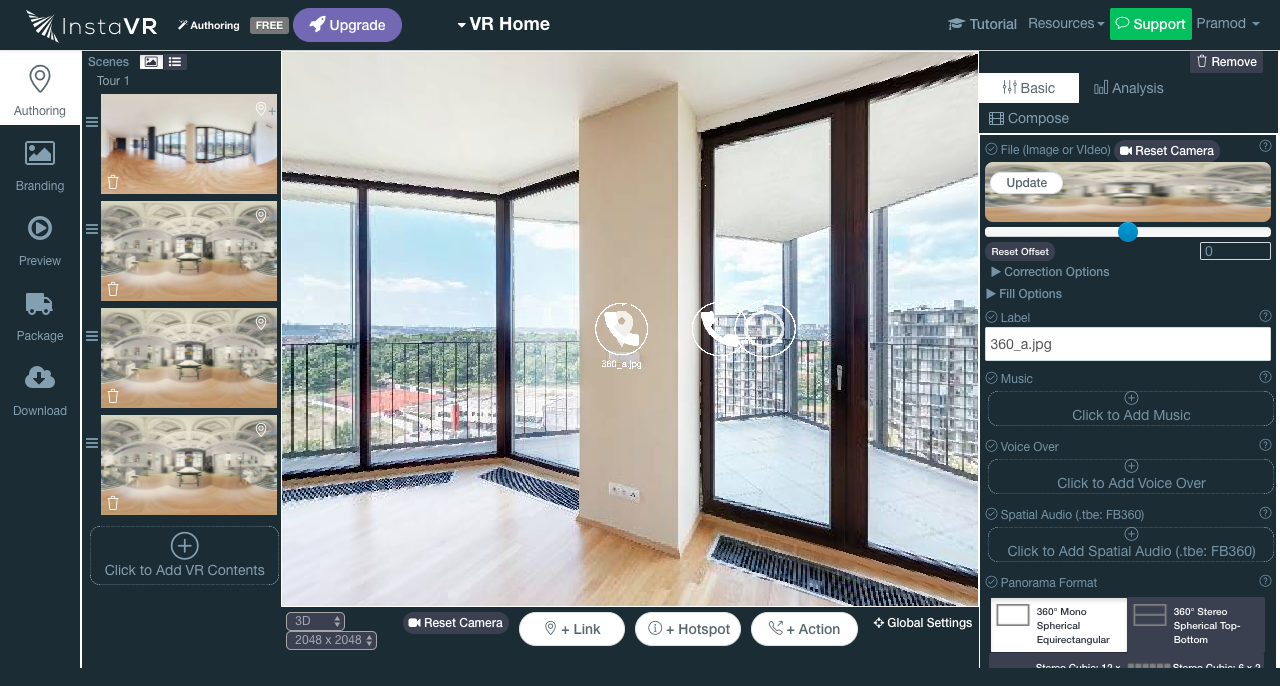 InstaVR
Authoring
FREE
Upgrade
VR Home
Tutorial
Resources
Support
Pramod
Authoring
Branding
Preview
Package
Download
Scenes
Tour 1
Click to Add VR Contents
360_a.jpg
3D
2048 x 2048
Reset Camera
+ Link
+ Hotspot
+ Action
Global Settings
Remove
Basic
Analysis
Compose
File (Image or VIdeo)
Reset Camera
Update
Reset Offset
0
Correction Options
Fill Options
Label
360_a.jpg
Music
Click to Add Music
Voice Over
Click to Add Voice Over
Spatial Audio (.tbe: FB360)
Click to Add Spatial Audio (.tbe: FB360)
Panorama Format
360° Mono
Spherical
Equirectangular
360° Stereo
Spherical Top-
Bottom
Stereo Cubic: 12 x
Stereo Cubic: 6 x 2